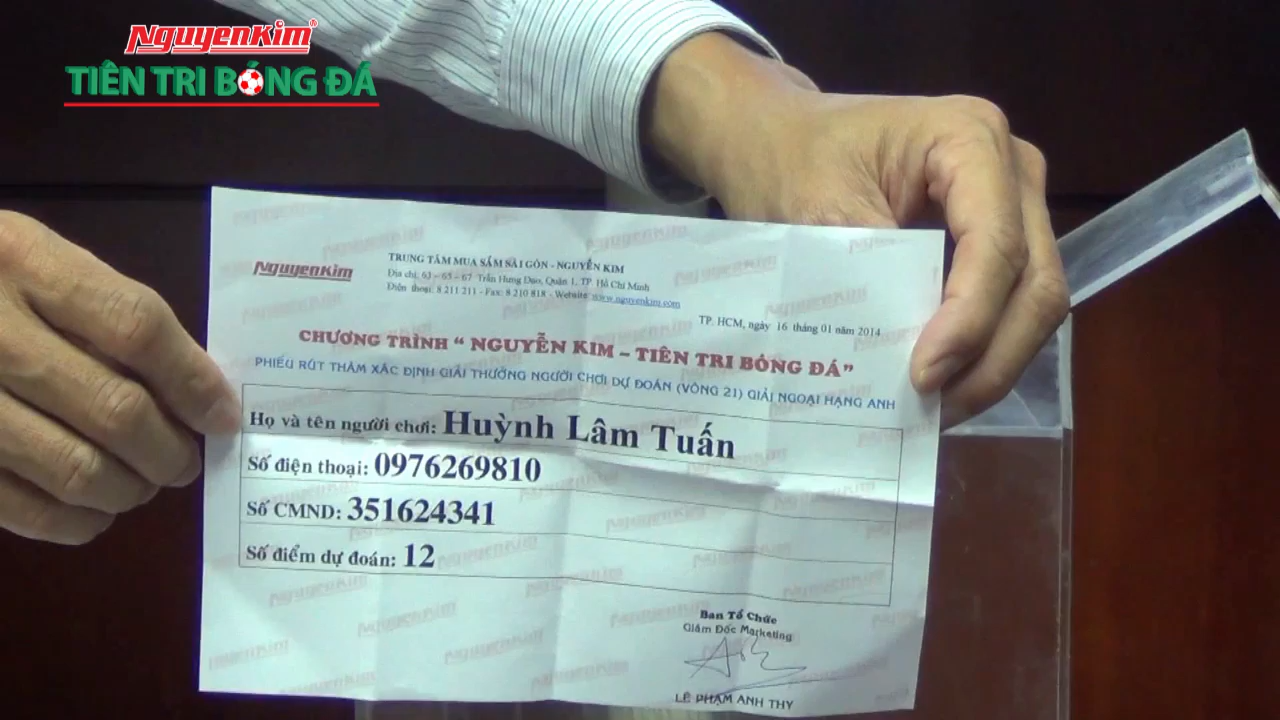 NGUYENKIM®
TIÊN TRI BÓNG ĐÁ
NGUYENKIM
TRUNG TÂM MUA SẮM SÀI GÒN - NGUYỄN KIM
Địa chỉ: 63 – 65 – 67 Trần Hưng Đạo, Quận 1, TP. Hồ Chí Minh
Điện thoại: 8 211 211 - Fax: 8 210 818 - Website: www.nguyenkim.com
TP. HCM, ngày 16 tháng 01 năm 2014
CHƯƠNG TRÌNH “ NGUYỄN KIM – TIÊN TRI BÓNG ĐÁ”
PHIẾU RÚT THĂM XÁC ĐỊNH GIẢI THƯỞNG NGƯỜI CHƠI DỰ ĐOÁN (VÒNG 21) GIẢI NGOẠI HẠNG ANH
Họ và tên người chơi: Huỳnh Lâm Tuấn
Số điện thoại: 0976269810
Số CMND: 351624341
Số điểm dự đoán: 12
Ban Tổ Chức
Giám Đốc Marketing
LÊ PHẠM ANH THY